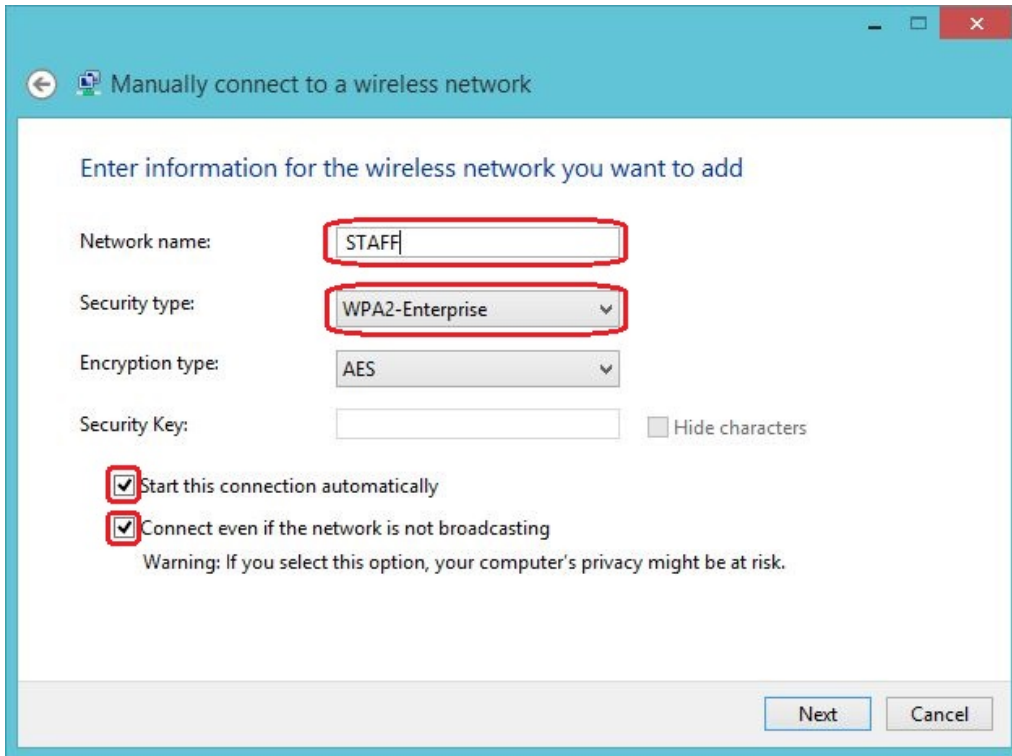 Manually connect to a wireless network
Enter information for the wireless network you want to add
Network name: STAFF
Security type: WPA2-Enterprise
Encryption type: AES
Security Key: Hide characters
Start this connection automatically
Connect even if the network is not broadcasting
Warning: If you select this option, your computer's privacy might be at risk.
Next Cancel